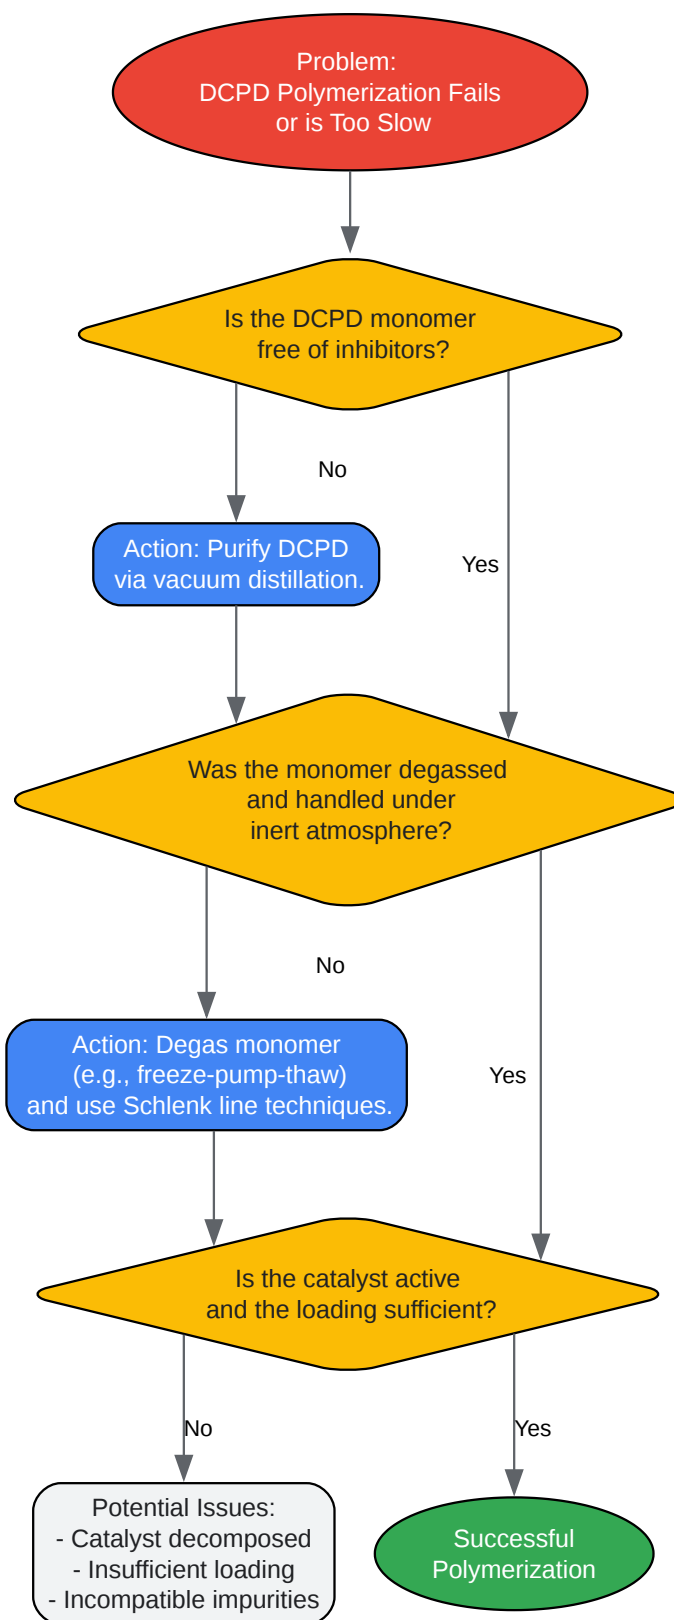 Problem:
DCPD Polymerization Fails
or is Too Slow
Is the DCPD monomer
free of inhibitors?
No
Action: Purify DCPD
via vacuum distillation.
Yes
Was the monomer degassed
and handled under
inert atmosphere?
No
Action: Degas monomer
(e.g., freeze-pump-thaw)
and use Schlenk line techniques.
Yes
Is the catalyst active
and the loading sufficient?
No
Yes
Potential Issues:
- Catalyst decomposed
- Insufficient loading
- Incompatible impurities
Successful
Polymerization